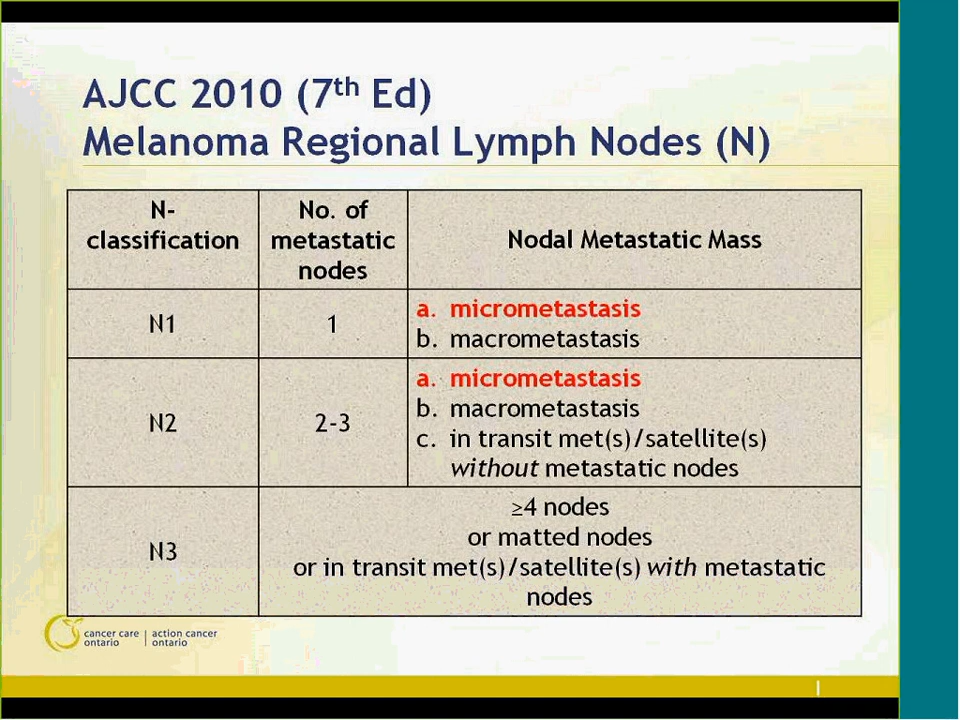 AJCC 2010 (7th Ed)
Melanoma Regional Lymph Nodes (N)
N-
classification
No. of
metastatic
nodes
Nodal Metastatic Mass
N1
1
a. micrometastasis
b. macrometastasis
N2
2-3
a. micrometastasis
b. macrometastasis
c. in transit met(s)/satellite(s)
without metastatic nodes
N3
≥4 nodes
or matted nodes
or in transit met(s)/satellite(s) with metastatic
nodes
cancer care | action cancer
ontario | ontario